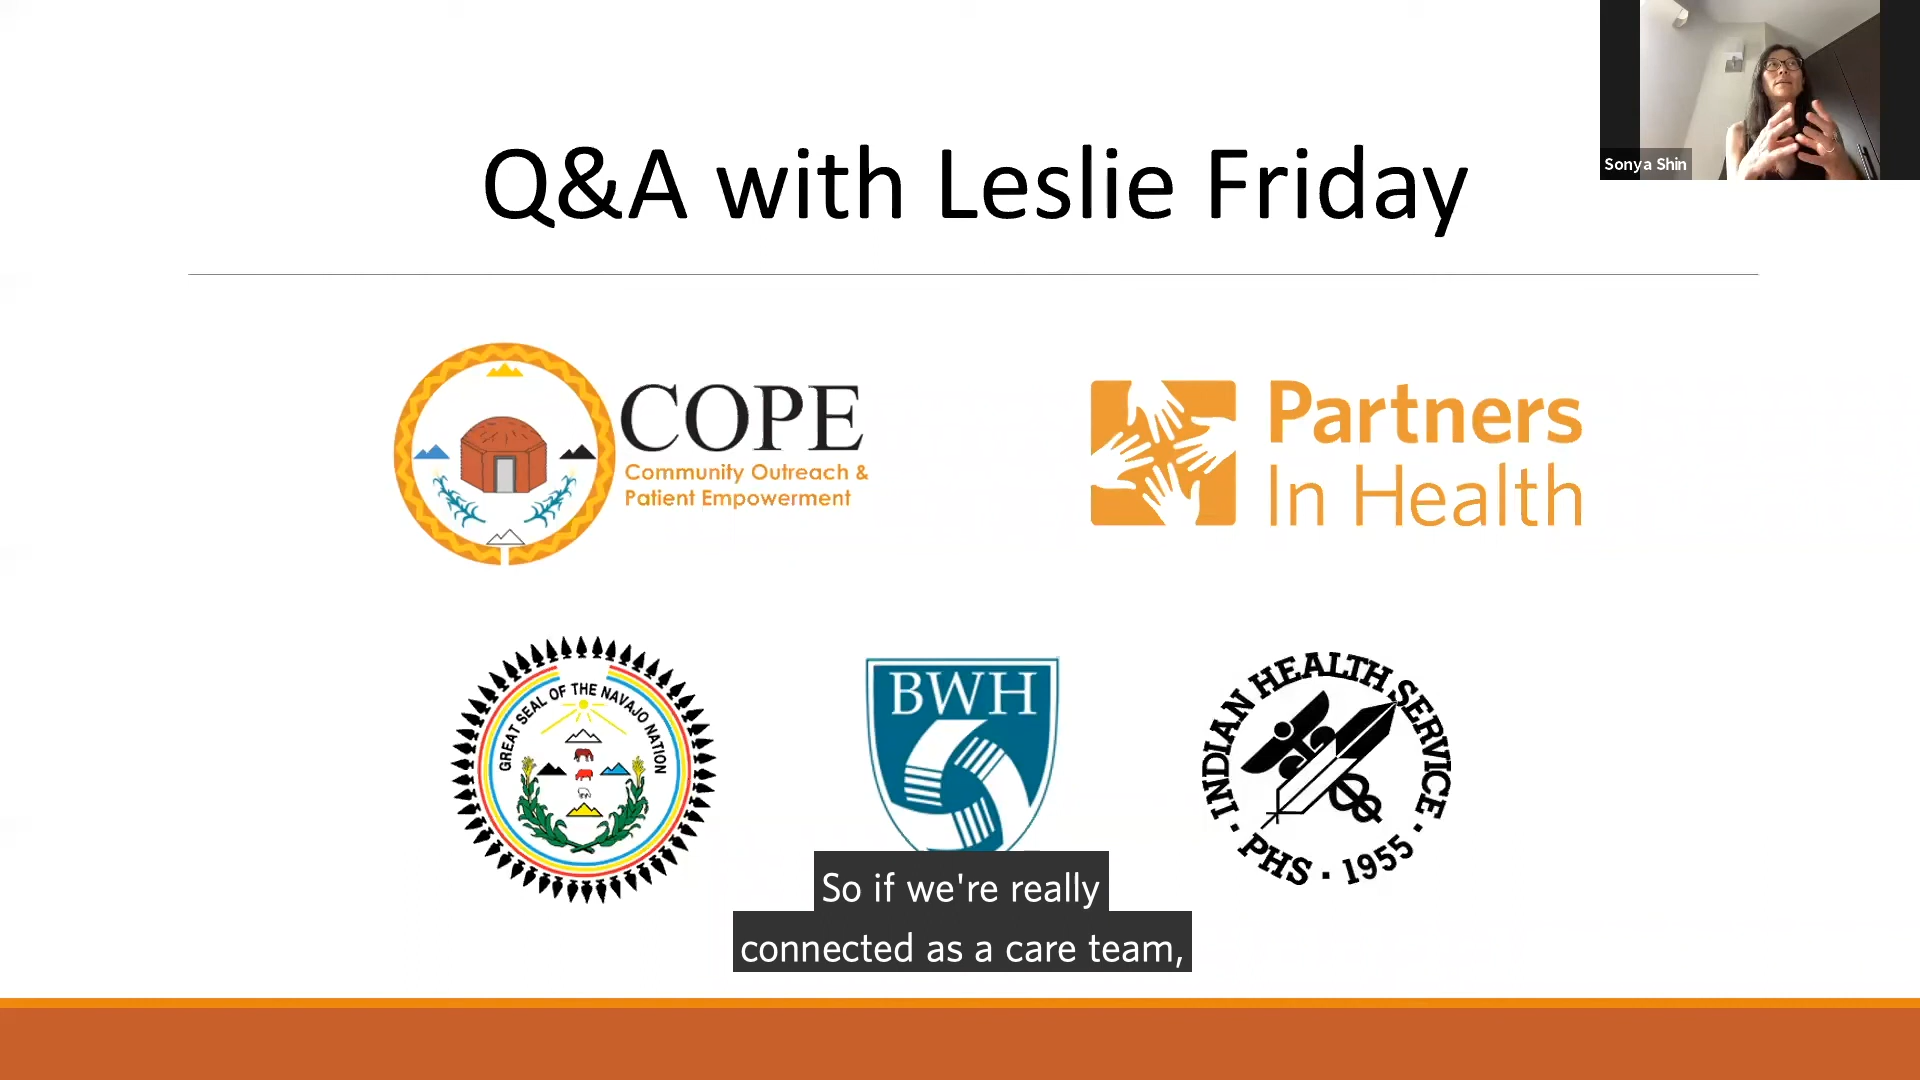 Q&A with Leslie Friday
Sonya Shin
COPE
Community Outreach &
Patient Empowerment
Partners
In Health
GREAT SEAL OF THE NAVAJO NATION
BWH
INDIAN HEALTH SERVICE
· PHS · 1955 ·
So if we're really
connected as a care team,